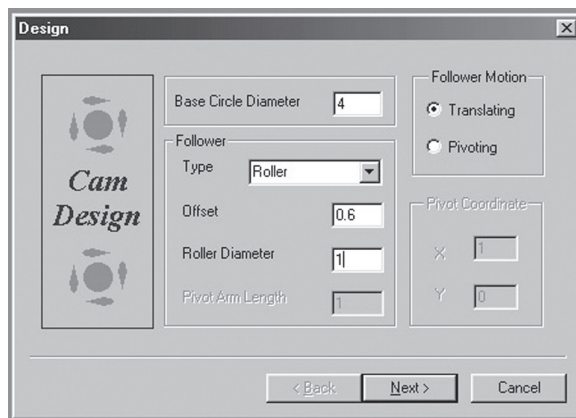 Design
Cam
Design
Base Circle Diameter 4
Follower
Type Roller
Offset 0.6
Roller Diameter 1
Pivot Arm Length 1
Follower Motion
Translating
Pivoting
Pivot Coordinate
X 1
Y 0
< Back Next > Cancel